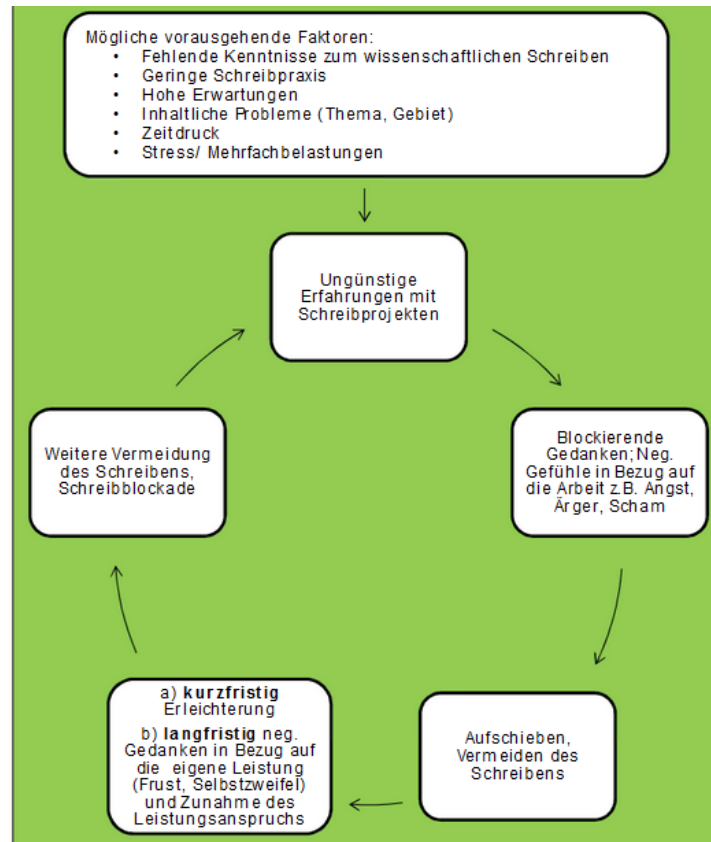 Mögliche vorausgehende Faktoren:
• Fehlende Kenntnisse zum wissenschaftlichen Schreiben
• Geringe Schreibpraxis
• Hohe Erwartungen
• Inhaltliche Probleme (Thema, Gebiet)
• Zeitdruck
• Stress/ Mehrfachbelastungen
Ungünstige
Erfahrungen mit
Schreibprojekten
Blockierende
Gedanken; Neg.
Gefühle in Bezug auf
die Arbeit z.B. Angst,
Ärger, Scham
Aufschieben,
Vermeiden des
Schreibens
a) kurzfristig
Erleichterung
b) langfristig neg.
Gedanken in Bezug auf
die eigene Leistung
(Frust, Selbstzweifel)
und Zunahme des
Leistungsanspruchs
Weitere Vermeidung
des Schreibens,
Schreibblockade